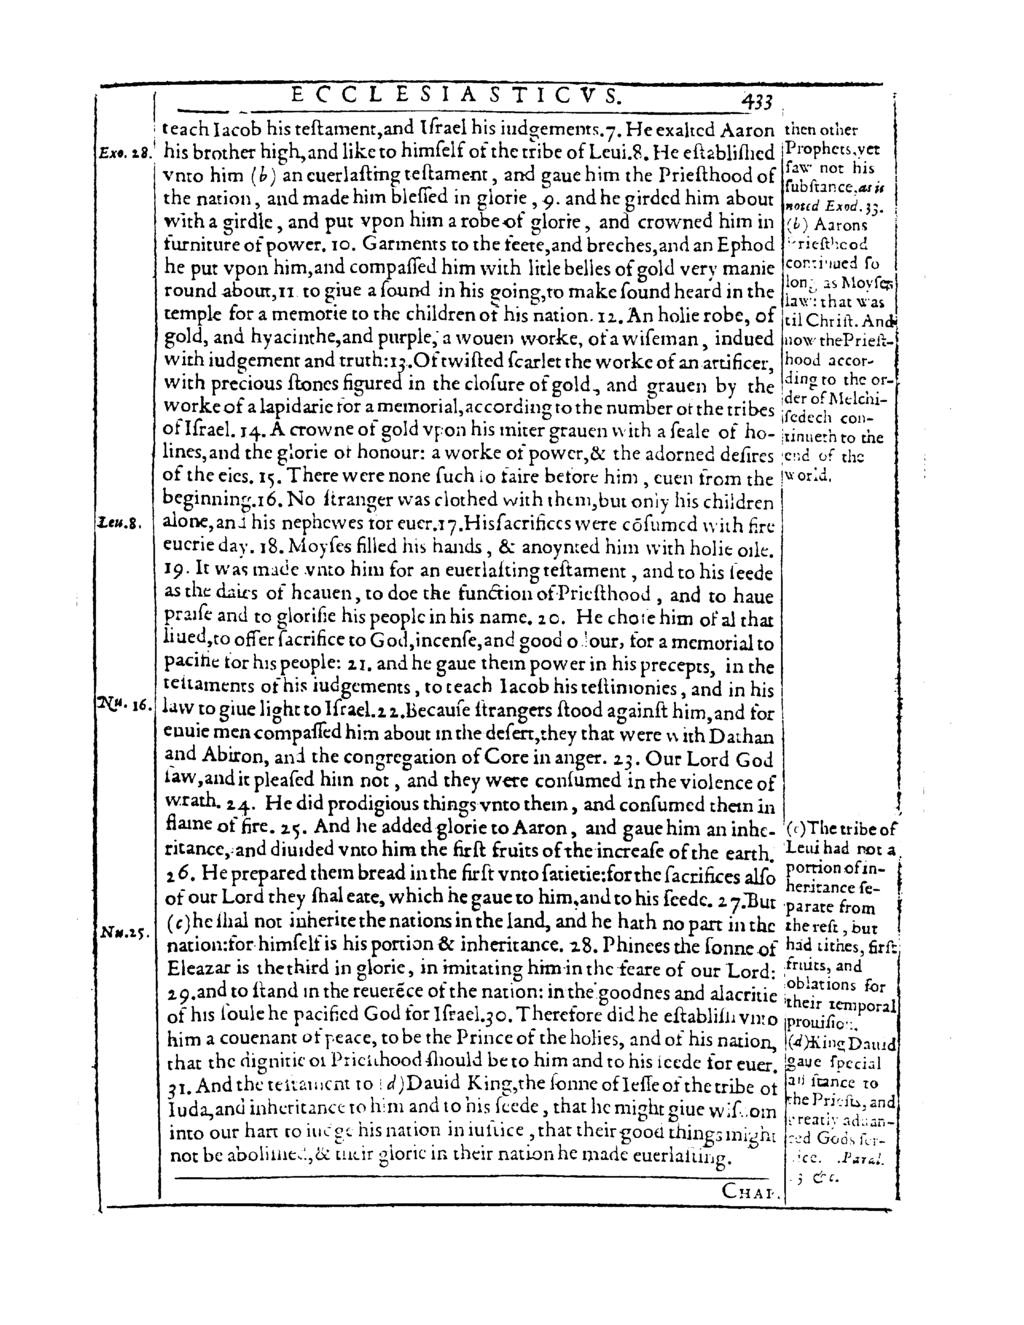 ECCLESIASTICVS. 433
teach Iacob his teſtament,and Iſrael his iudgements.7. He exalted Aaron
his brother high,and like to himſelf of the tribe of Leui.8. He eſtabliſhed
vnto him (b) an euerlaſting teſtament, and gaue him the Prieſthood of
the nation, and made him bleſſed in glorie, 9. and he girded him about
with a girdle, and put vpon him a robe of glorie, and crowned him in
furniture of power. 10. Garments to the feete,and breches,and an Ephod
he put vpon him,and compaſſed him with litle belles of gold very manie
round about,11 to giue a ſound in his going,to make ſound heard in the
temple for a memorie to the children of his nation. 12. An holie robe, of
gold, and hyacinthe,and purple, a wouen worke, of a wiſeman, indued
with iudgement and truth:13.Of twiſted ſcarlet the worke of an artificer,
with precious ſtones figured in the cloſure of gold, and grauen by the
worke of a lapidarie for a memorial,according to the number of the tribes
of Iſrael. 14. A crowne of gold vpon his miter grauen with a ſeale of ho-
lines,and the glorie of honour: a worke of power,& the adorned deſires
of the eies. 15. There were none ſuch ſo faire before him, euen from the
beginning.16. No ſtranger was clothed with them,but only his children
alone,and his nephewes for euer.17.His ſacrifices were cōſumed with fire
euerie day. 18. Moyſes filled his hands, & anoynted him with holie oile.
19. It was made vnto him for an euerlaſting teſtament, and to his ſeede
as the daies of heauen, to doe the function of Prieſthood, and to haue
praiſe and to glorifie his people in his name. 20. He choſe him of al that
liued,to offer ſacrifice to God,incenſe,and good odour, for a memorial to
pacifie for his people: 21. and he gaue them power in his precepts, in the
teſtaments of his iudgements, to teach Iacob his teſtimonies, and in his
law to giue light to Iſrael.22.Becauſe ſtrangers ſtood againſt him,and for
enuie men compaſſed him about in the deſert,they that were with Dathan
and Abiron, and the congregation of Core in anger. 23. Our Lord God
ſaw,and it pleaſed him not, and they were conſumed in the violence of
wrath. 24. He did prodigious things vnto them, and conſumed them in
flame of fire. 25. And he added glorie to Aaron, and gaue him an inhe-
ritance, and diuided vnto him the firſt fruits of the increaſe of the earth.
26. He prepared them bread in the firſt vnto ſatietie:for the ſacrifices alſo
of our Lord they ſhal eate, which he gaue to him,and to his ſeede. 27.But
(c)he ſhal not inherite the nations in the land, and he hath no part in the
nation:for himſelf is his portion & inheritance. 28. Phinees the ſonne of
Eleazar is the third in glorie, in imitating him in the feare of our Lord:
29.and to ſtand in the reuerēce of the nation: in the goodnes and alacritie
of his ſoule he pacified God for Iſrael.30. Therefore did he eſtabliſh vnto
him a couenant of peace, to be the Prince of the holies, and of his nation,
that the dignitie of Prieſthood ſhould be to him and to his ſeede for euer.
31. And the teſtament to (d)Dauid King,the ſonne of Ieſſe of the tribe of
Iuda,and inheritance to him and to his ſeede, that he might giue wiſdom
into our hart to iudge his nation in iuſtice, that their good things might
not be aboliſhed,& their glorie in their nation he made euerlaſting.
CHAP.
Exo. 28.
Leu.8.
Nu. 16.
Nu.25.
then other
Prophets,yet
ſaw not his
ſubſtance.as is
noted Exod. 33.
(b) Aarons
Prieſthood
continued ſo
long as Moyſes
law: that was
til Chriſt. And
now the Prieſt-
hood accor-
ding to the or-
der of Melchi-
ſedech con-
tinueth to the
end of the
world.
(c)The tribe of
Leui had not a
portion of in-
heritance ſe-
parate from
the reſt, but
had tithes, firſt
fruits, and
oblations for
their temporal
prouiſion.
(d)King Dauid
gaue ſpecial
aſſiſtance to
the Prieſts, and
greatly aduan-
ced Gods ſer-
uice. Paral.
&c.